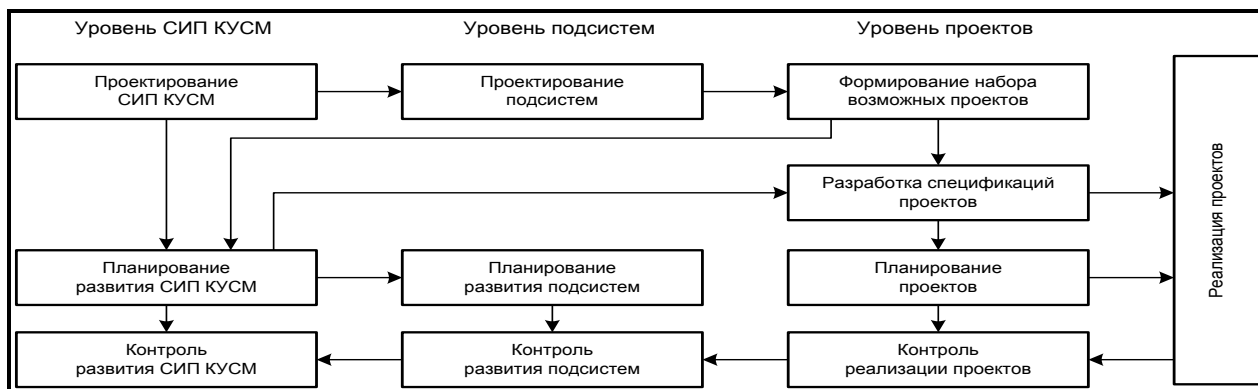 Уровень СИП КУСМ
Уровень подсистем
Уровень проектов
Проектирование
СИП КУСМ
Проектирование
подсистем
Формирование набора
возможных проектов
Разработка спецификаций
проектов
Планирование
развития СИП КУСМ
Планирование
развития подсистем
Планирование
проектов
Контроль
развития СИП КУСМ
Контроль
развития подсистем
Контроль
реализации проектов
Реализация проектов